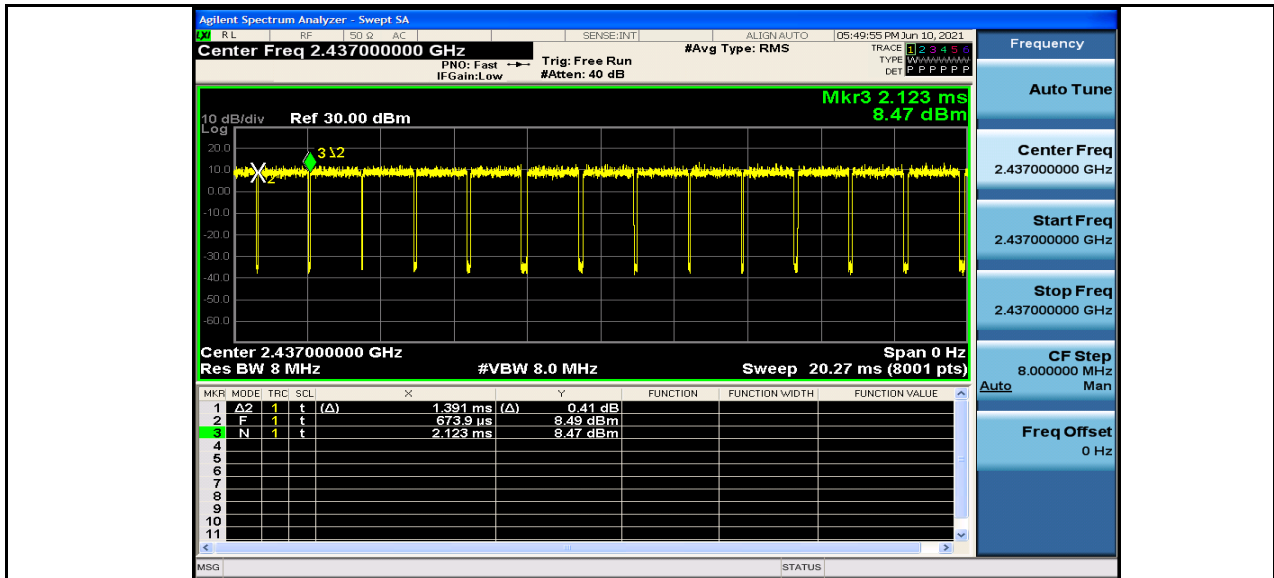 Agilent Spectrum Analyzer - Swept SA
LXI RL RF 50 Ω AC SENSE:INT ALIGN AUTO 05:49:55 PM Jun 10, 2021
Center Freq 2.437000000 GHz
#Avg Type: RMS
TRACE 1 2 3 4 5 6
PNO: Fast
Trig: Free Run
TYPE W
IFGain:Low
#Atten: 40 dB
DET P P P P P P
Mkr3 2.123 ms
8.47 dBm
10 dB/div
Ref 30.00 dBm
Log
20.0
10.0
0.00
-10.0
-20.0
-30.0
-40.0
-50.0
-60.0
X2
3 1Δ2
Center 2.437000000 GHz
Span 0 Hz
Res BW 8 MHz
#VBW 8.0 MHz
Sweep 20.27 ms (8001 pts)
MKR MODE TRC SCL X Y FUNCTION FUNCTION WIDTH FUNCTION VALUE
1 Δ2 1 t (Δ) 1.391 ms (Δ) 0.41 dB
2 F 1 t 673.9 µs 8.49 dBm
3 N 1 t 2.123 ms 8.47 dBm
4
5
6
7
8
9
10
11
MSG
STATUS
Frequency
Auto Tune
Center Freq
2.437000000 GHz
Start Freq
2.437000000 GHz
Stop Freq
2.437000000 GHz
CF Step
8.000000 MHz
Auto Man
Freq Offset
0 Hz